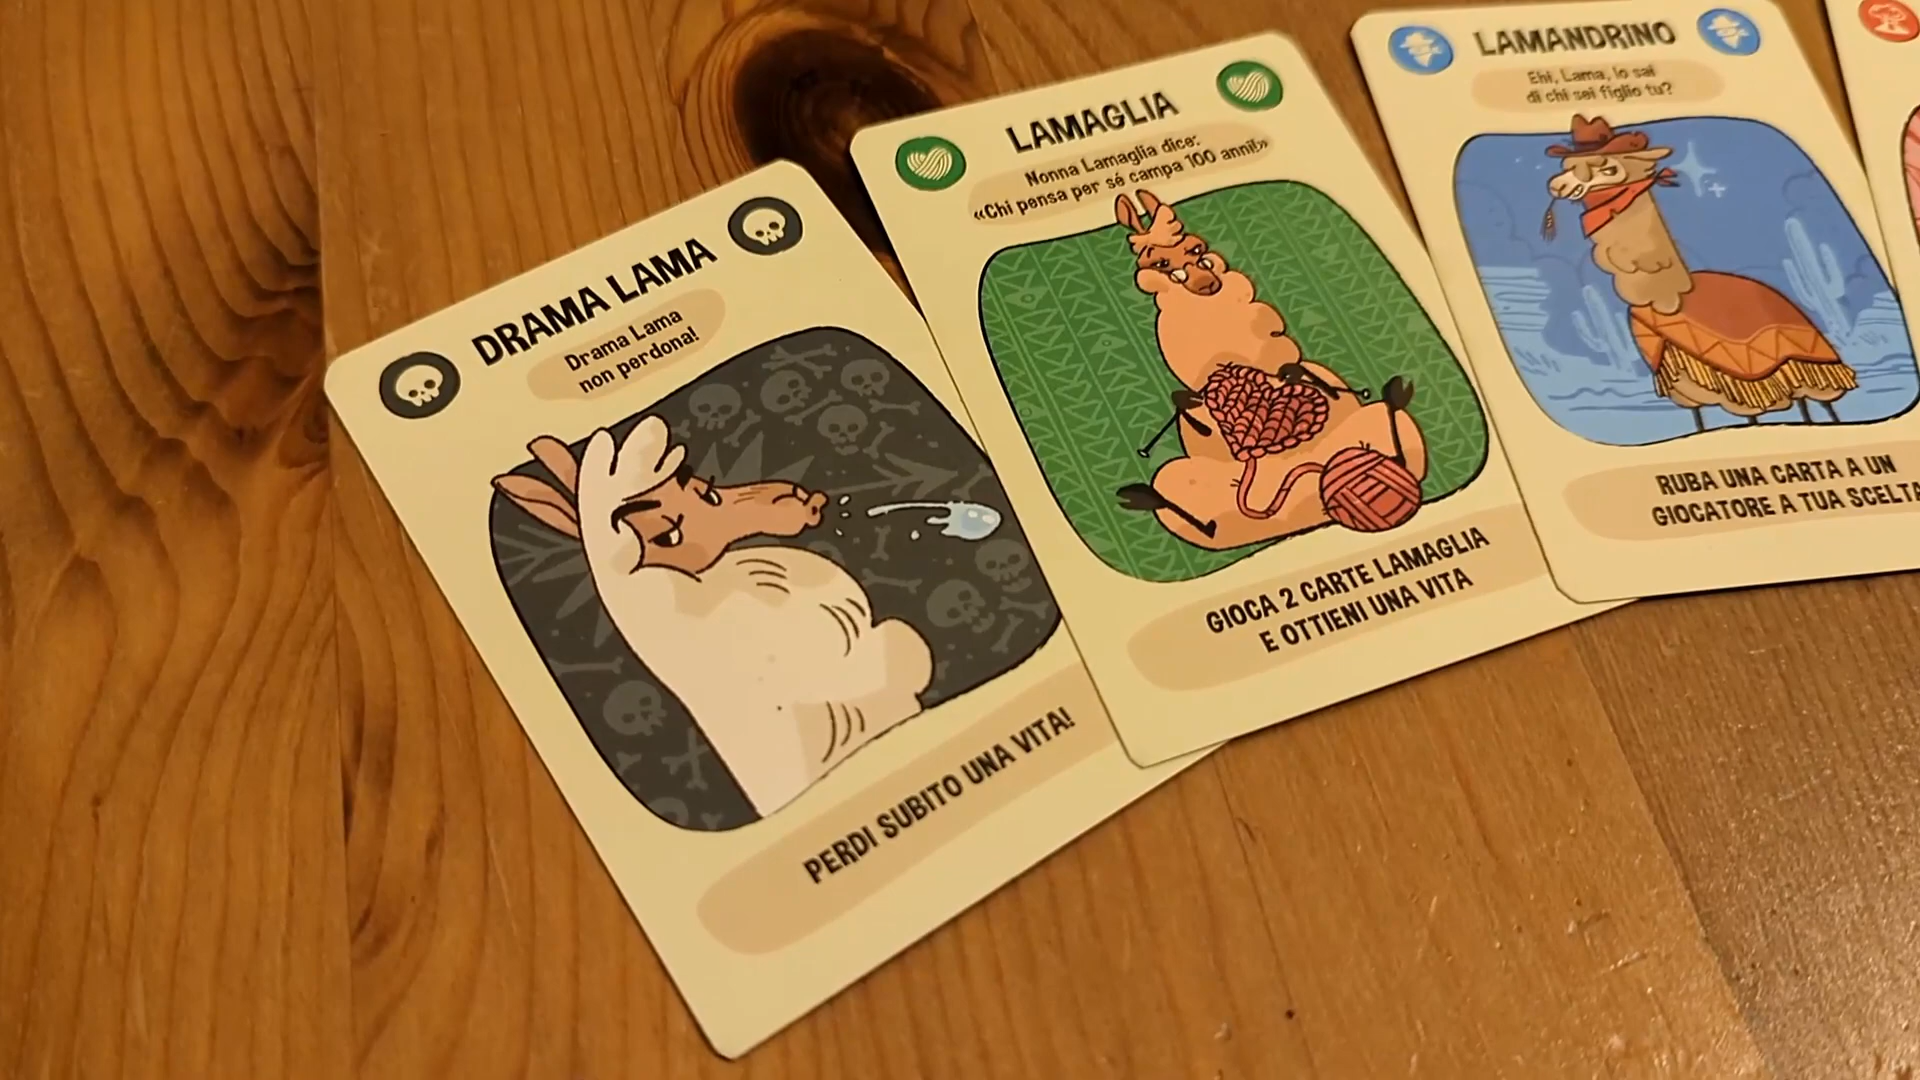 DRAMA LAMA
Drama Lama
non perdona!
PERDI SUBITO UNA VITA!
LAMAGLIA
Nonna Lamaglia dice:
«Chi pensa per sé campa 100 anni!»
GIOCA 2 CARTE LAMAGLIA
E OTTIENI UNA VITA
LAMANDRINO
Ehi, Lama, lo sai
di chi sei figlio tu?
RUBA UNA CARTA A UN
GIOCATORE A TUA SCELTA